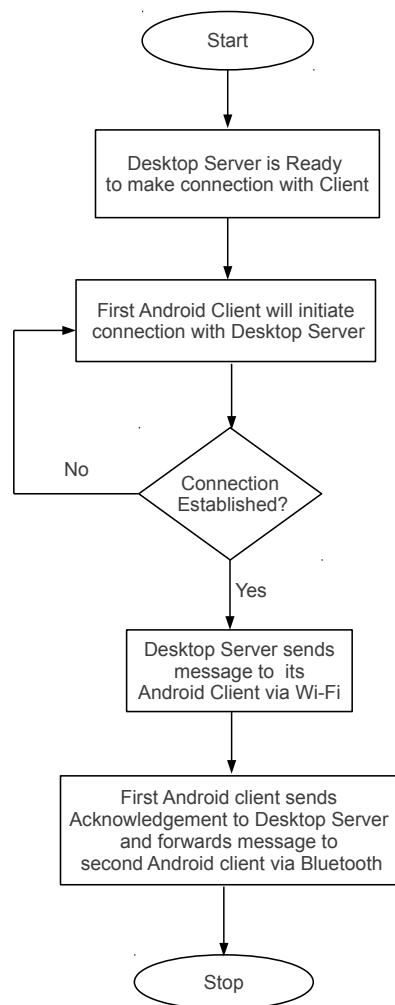 Start
Desktop Server is Ready
to make connection with Client
First Android Client will initiate
connection with Desktop Server
No
Connection
Established?
Yes
Desktop Server sends
message to its
Android Client via Wi-Fi
First Android client sends
Acknowledgement to Desktop Server
and forwards message to
second Android client via Bluetooth
Stop